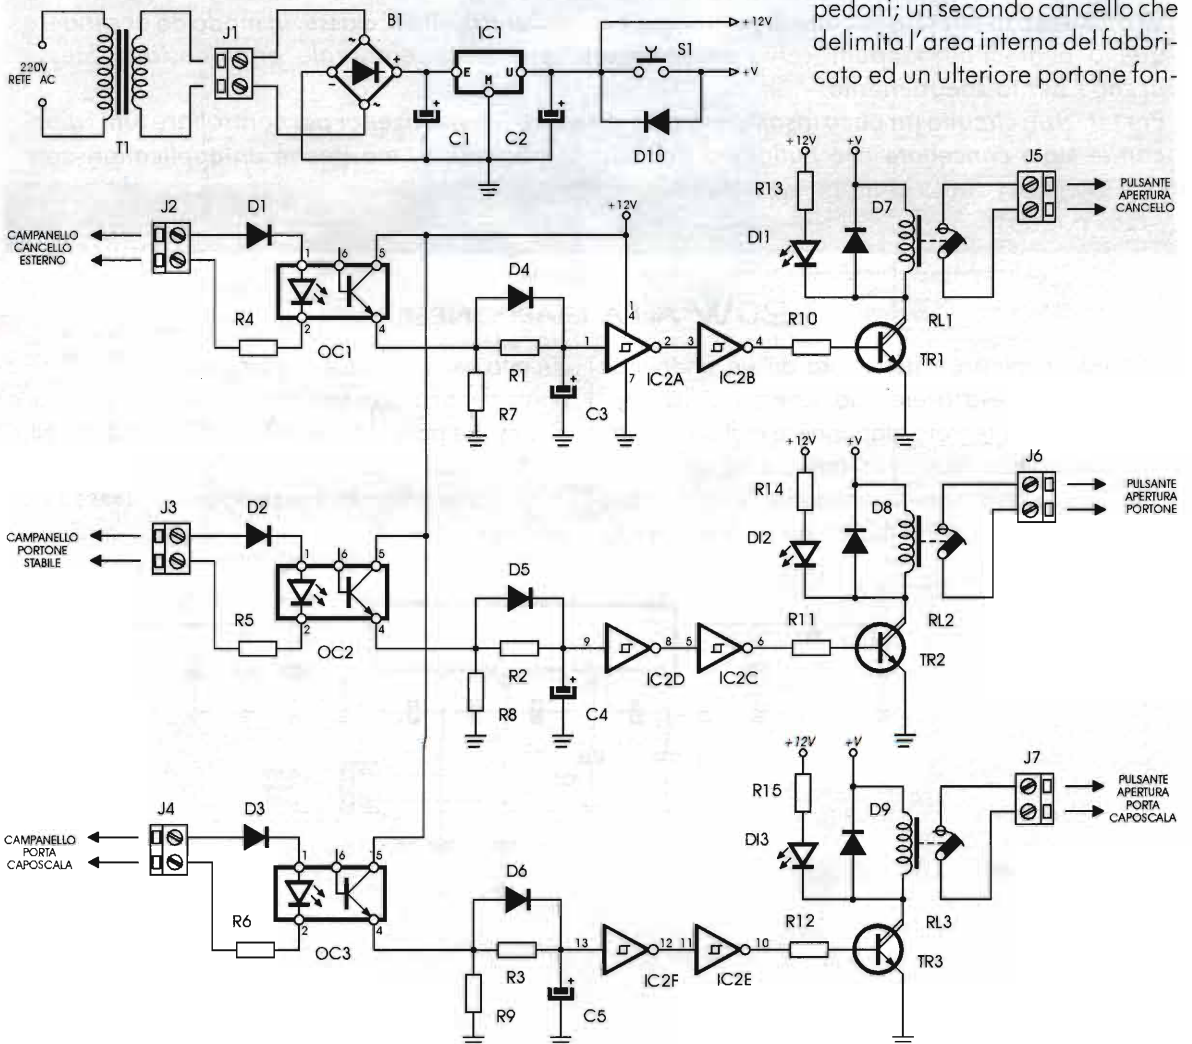 pedoni; un secondo cancello che
delimita l'area interna del fabbri-
cato ed un ulteriore portone fon-
220V
RETE AC
T1
J1
B1
~
-
+
~
IC1
E
M
U
+
C1
+
C2
S1
+12V
+V
D10
CAMPANELLO
CANCELLO
ESTERNO
J2
D1
R4
1
6
5
2
4
OC1
+12V
D4
R1
R7
+
C3
1
1
4
7
2
IC2A
3
4
IC2B
R10
+12V
+V
R13
DI1
D7
RL1
TR1
J5
PULSANTE
APERTURA
CANCELLO
CAMPANELLO
PORTONE
STABILE
J3
D2
R5
1
6
5
2
4
OC2
D5
R2
R8
+
C4
9
8
IC2D
5
6
IC2C
R11
+12V
+V
R14
DI2
D8
RL2
TR2
J6
PULSANTE
APERTURA
PORTONE
CAMPANELLO
PORTA
CAPOSCALA
J4
D3
R6
1
6
5
2
4
OC3
D6
R3
R9
+
C5
13
12
IC2F
11
10
IC2E
R12
+12V
+V
R15
DI3
D9
RL3
TR3
J7
PULSANTE
APERTURA
PORTA
CAPOSCALA